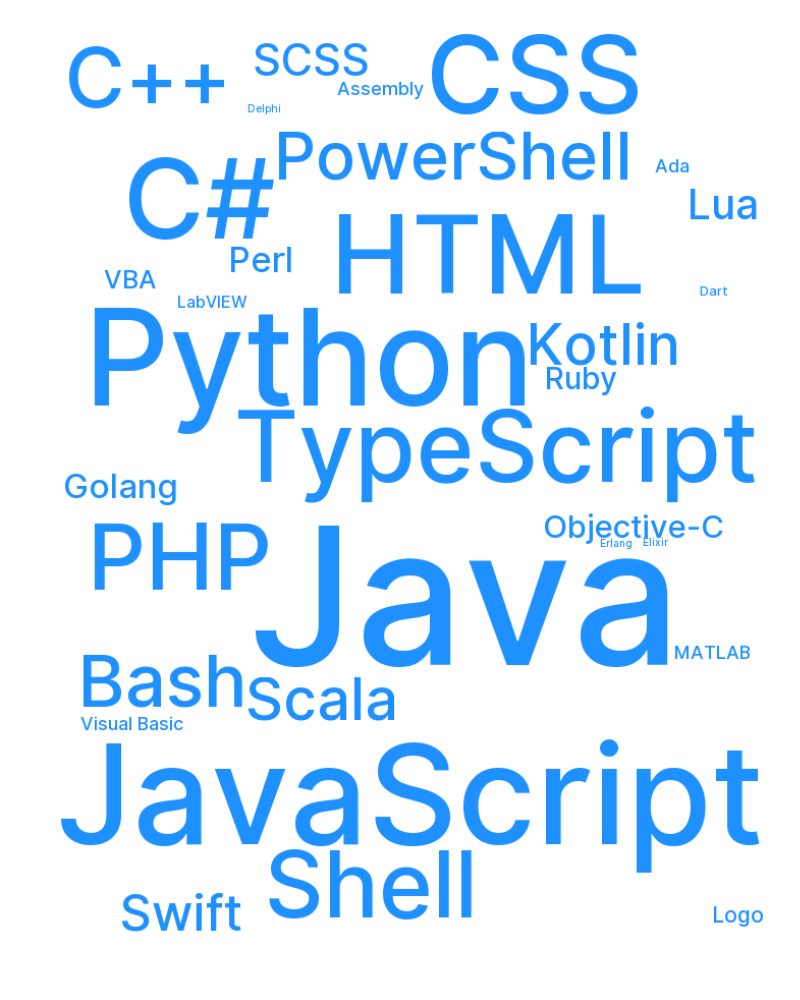 C++
SCSS
CSS
Assembly
Delphi
PowerShell
Ada
C#
Lua
HTML
Perl
VBA
LabVIEW
Dart
Python
Kotlin
Ruby
TypeScript
Golang
PHP
Objective-C
Erlang
Elixir
Java
MATLAB
Bash
Scala
Visual Basic
JavaScript
Shell
Swift
Logo